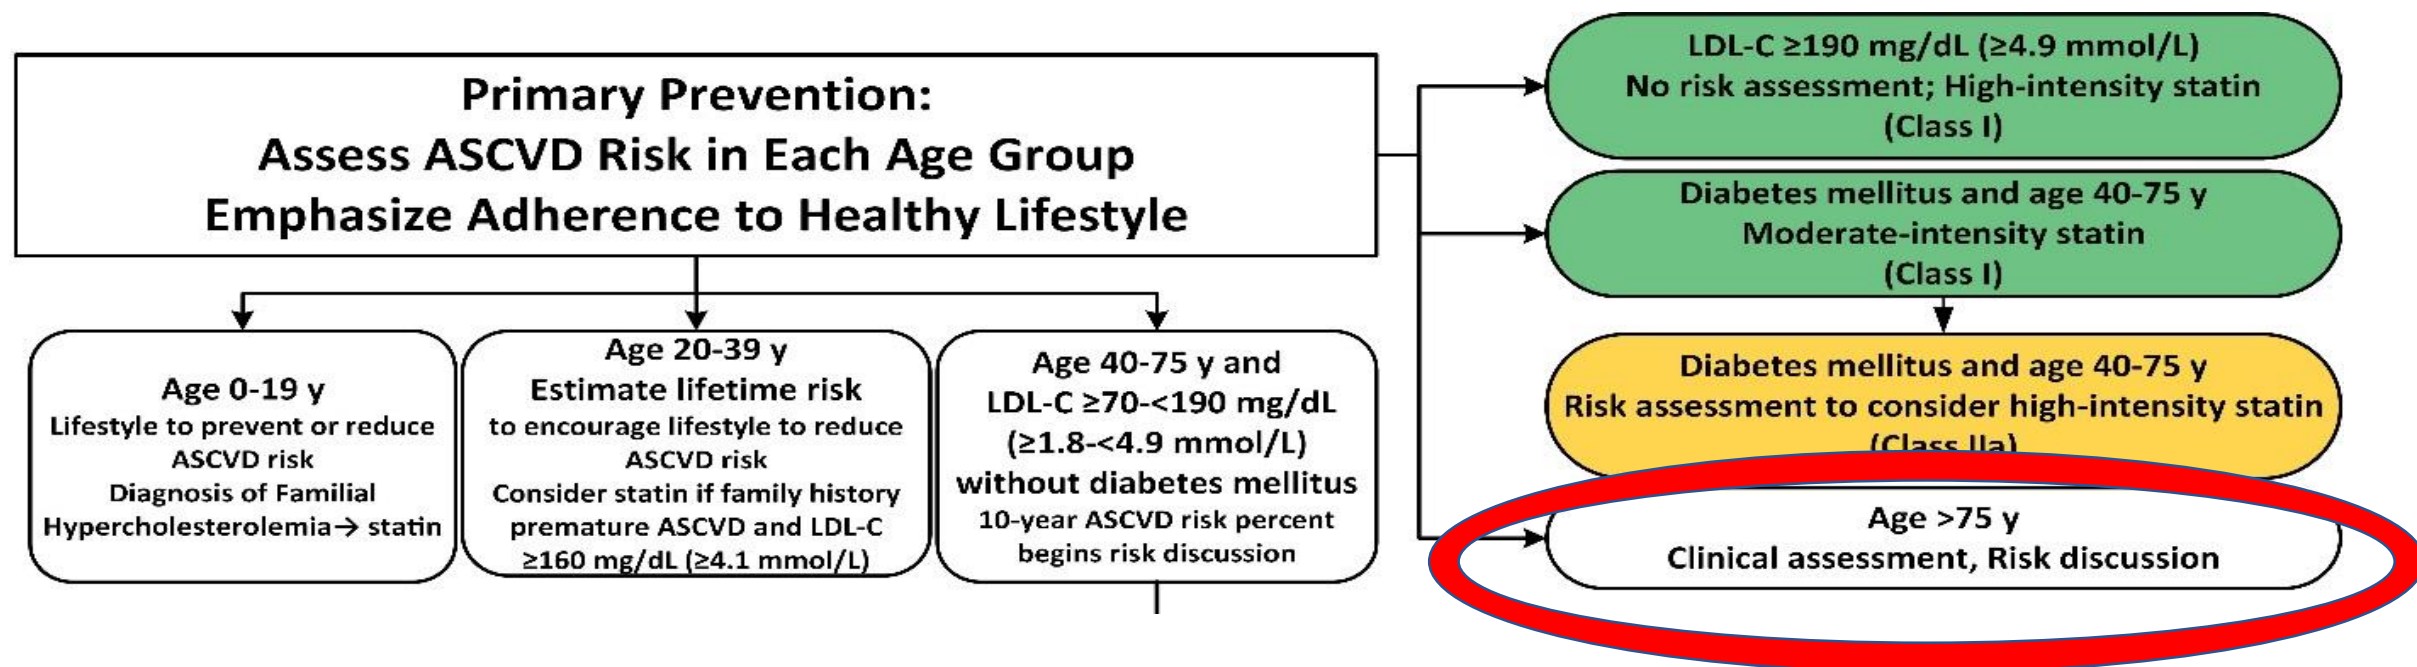 Primary Prevention:
Assess ASCVD Risk in Each Age Group
Emphasize Adherence to Healthy Lifestyle
Age 0-19 y
Lifestyle to prevent or reduce
ASCVD risk
Diagnosis of Familial
Hypercholesterolemia→ statin
Age 20-39 y
Estimate lifetime risk
to encourage lifestyle to reduce
ASCVD risk
Consider statin if family history
premature ASCVD and LDL-C
≥160 mg/dL (≥4.1 mmol/L)
Age 40-75 y and
LDL-C ≥70-<190 mg/dL
(≥1.8-<4.9 mmol/L)
without diabetes mellitus
10-year ASCVD risk percent
begins risk discussion
LDL-C ≥190 mg/dL (≥4.9 mmol/L)
No risk assessment; High-intensity statin
(Class I)
Diabetes mellitus and age 40-75 y
Moderate-intensity statin
(Class I)
Diabetes mellitus and age 40-75 y
Risk assessment to consider high-intensity statin
(Class IIa)
Age >75 y
Clinical assessment, Risk discussion